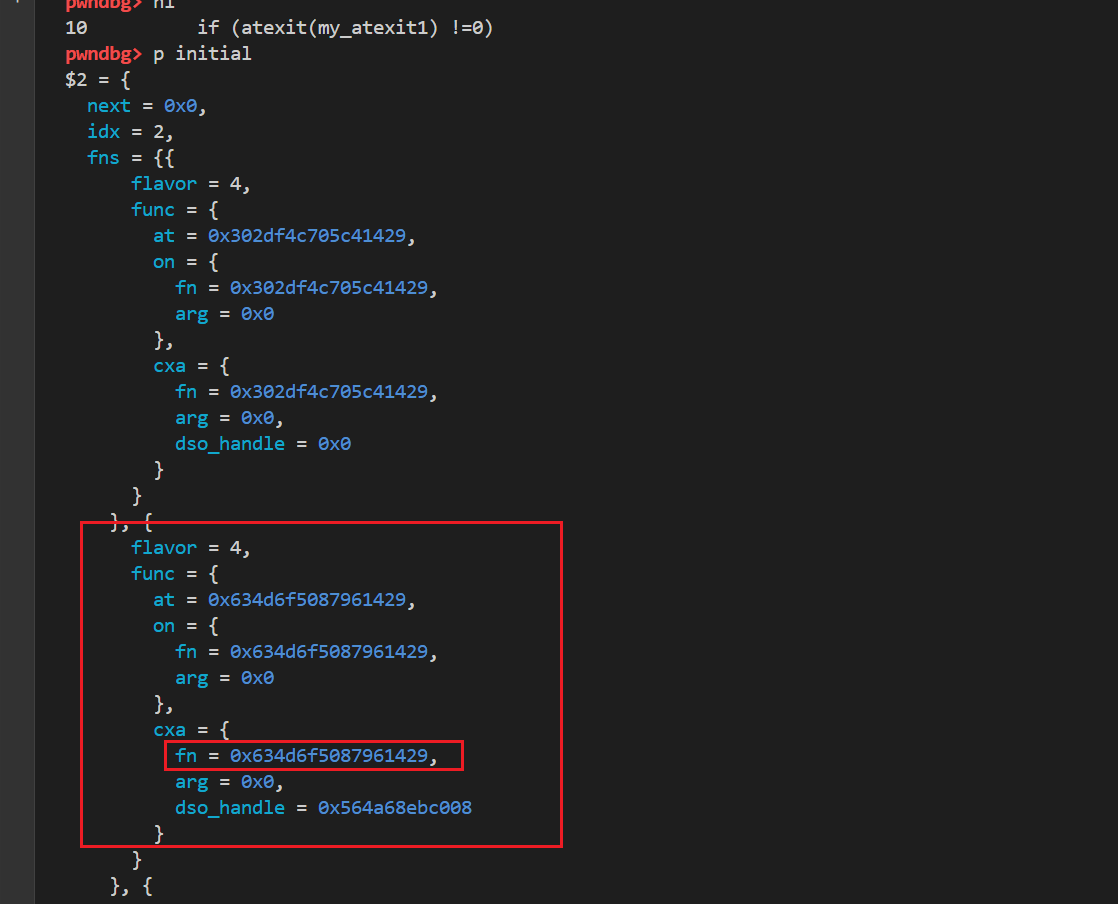 pwndbg> ni
10          if (atexit(my_atexit1) !=0)
pwndbg> p initial
$2 = {
  next = 0x0,
  idx = 2,
  fns = {{
      flavor = 4,
      func = {
        at = 0x302df4c705c41429,
        on = {
          fn = 0x302df4c705c41429,
          arg = 0x0
        },
        cxa = {
          fn = 0x302df4c705c41429,
          arg = 0x0,
          dso_handle = 0x0
        }
      }
    }, {
      flavor = 4,
      func = {
        at = 0x634d6f5087961429,
        on = {
          fn = 0x634d6f5087961429,
          arg = 0x0
        },
        cxa = {
          fn = 0x634d6f5087961429,
          arg = 0x0,
          dso_handle = 0x564a68ebc008
        }
      }
    }, {